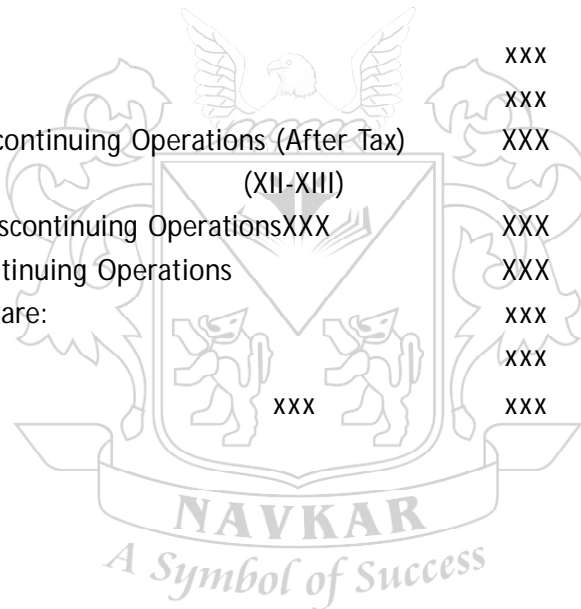 xxx
xxx
continuing Operations (After Tax) XXX
(XII-XIII)
scontinuing OperationsXXX XXX
tinuing Operations XXX
are: xxx
xxx
xxx xxx
NAVKAR
A Symbol of Success